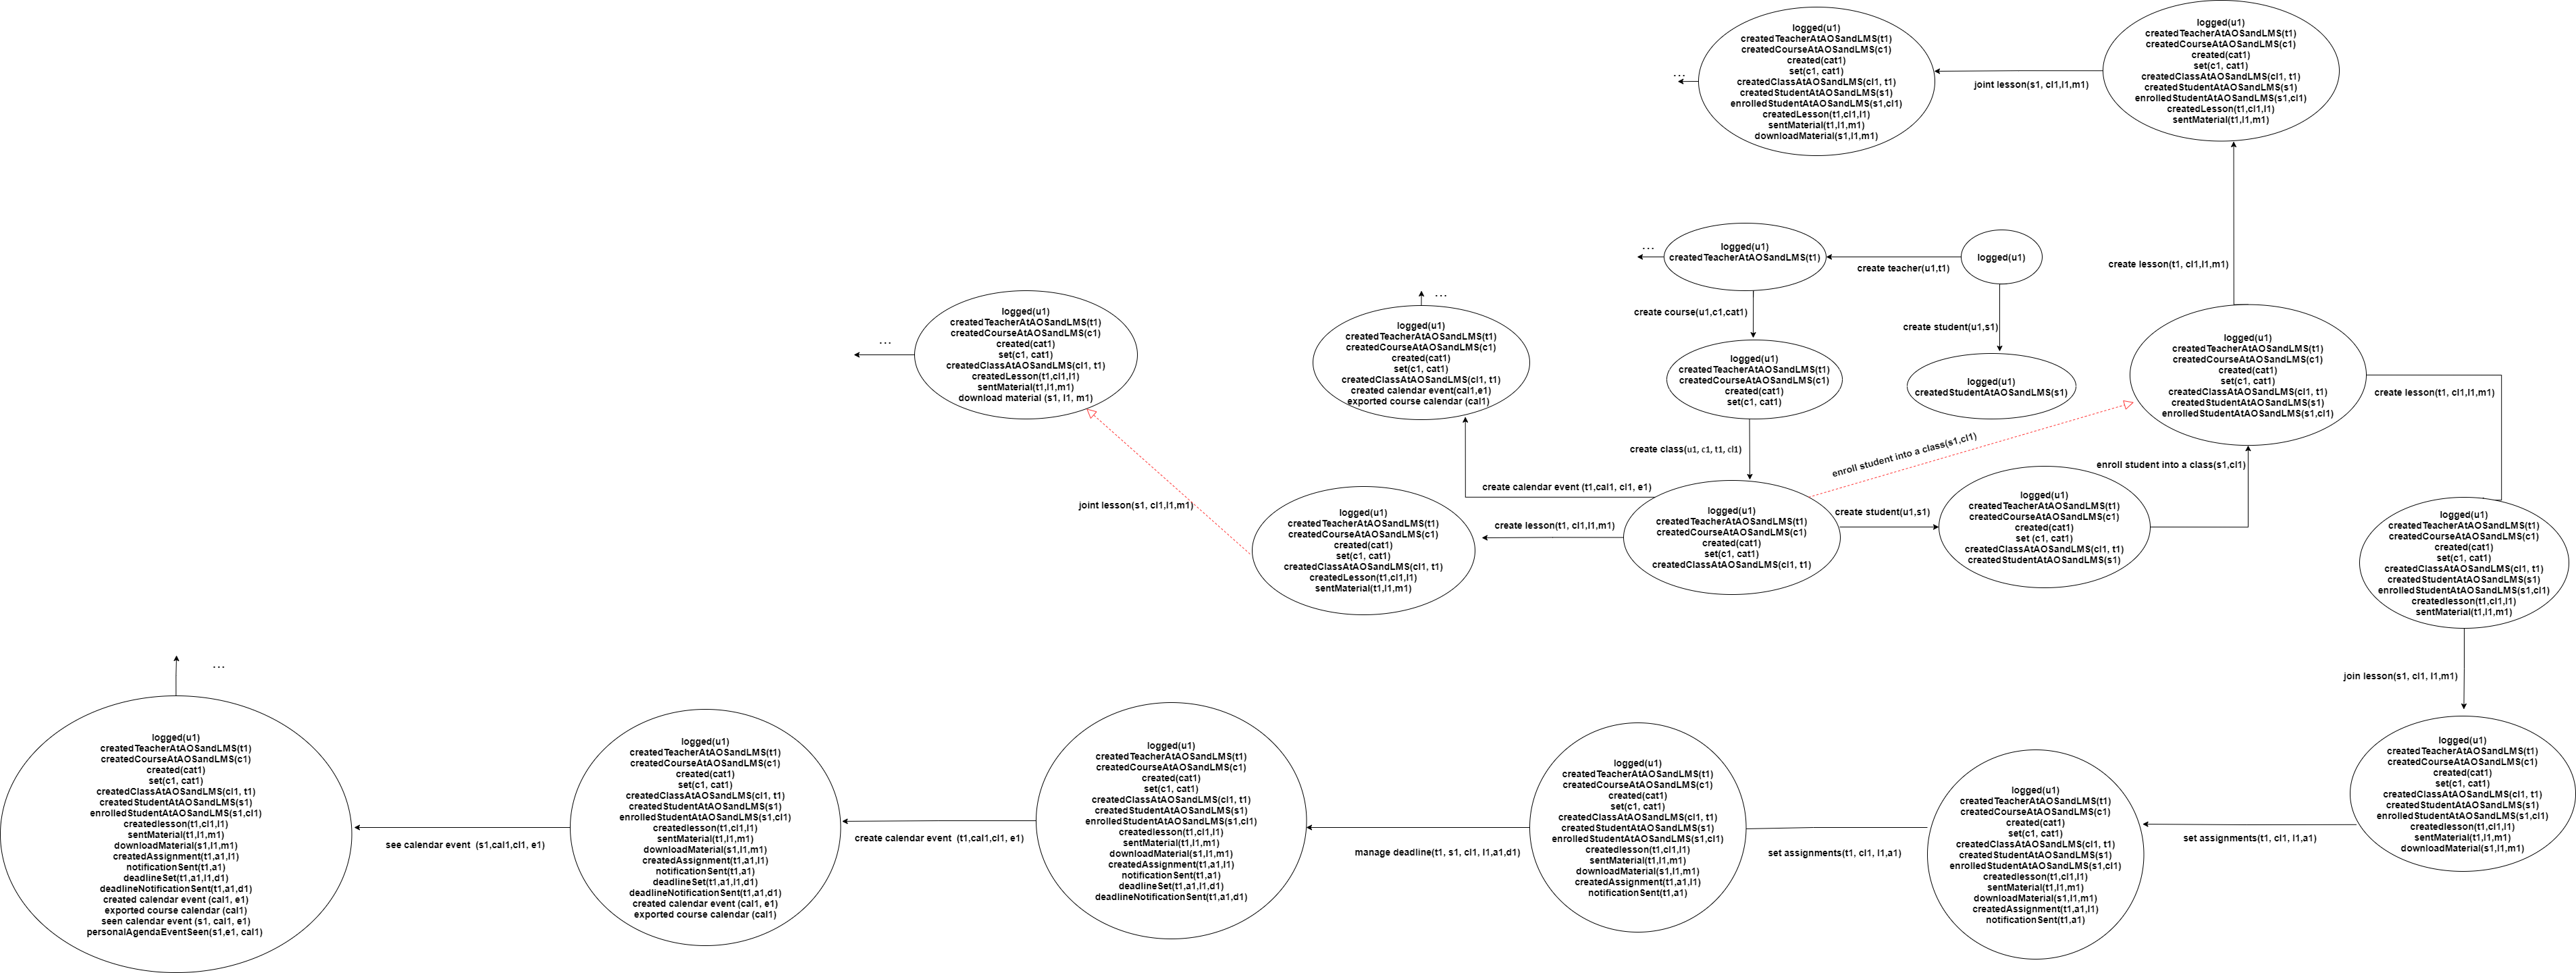 logged(u1)
createdTeacherAtAOSandLMS(t1)
createdCourseAtAOSandLMS(c1)
created(cat1)
set(c1, cat1)
createdClassAtAOSandLMS(cl1, t1)
createdStudentAtAOSandLMS(s1)
enrolledStudentAtAOSandLMS(s1,cl1)
createdLesson(t1,cl1,l1)
sentMaterial(t1,l1,m1)
downloadMaterial(s1,l1,m1)
...
joint lesson(s1, cl1,l1,m1)
logged(u1)
createdTeacherAtAOSandLMS(t1)
createdCourseAtAOSandLMS(c1)
created(cat1)
set(c1, cat1)
createdClassAtAOSandLMS(cl1, t1)
createdStudentAtAOSandLMS(s1)
enrolledStudentAtAOSandLMS(s1,cl1)
createdLesson(t1,cl1,l1)
sentMaterial(t1,l1,m1)
create lesson(t1, cl1,l1,m1)
...
logged(u1)
createdTeacherAtAOSandLMS(t1)
create teacher(u1,t1)
logged(u1)
create course(u1,c1,cat1)
create student(u1,s1)
logged(u1)
createdTeacherAtAOSandLMS(t1)
createdCourseAtAOSandLMS(c1)
created(cat1)
set(c1, cat1)
logged(u1)
createdStudentAtAOSandLMS(s1)
...
logged(u1)
createdTeacherAtAOSandLMS(t1)
createdCourseAtAOSandLMS(c1)
created(cat1)
set(c1, cat1)
createdClassAtAOSandLMS(cl1, t1)
createdLesson(t1,cl1,l1)
sentMaterial(t1,l1,m1)
download material (s1, l1, m1)
...
logged(u1)
createdTeacherAtAOSandLMS(t1)
createdCourseAtAOSandLMS(c1)
created(cat1)
set(c1, cat1)
createdClassAtAOSandLMS(cl1, t1)
created calendar event(cal1,e1)
exported course calendar (cal1)
logged(u1)
createdTeacherAtAOSandLMS(t1)
createdCourseAtAOSandLMS(c1)
created(cat1)
set(c1, cat1)
createdClassAtAOSandLMS(cl1, t1)
createdStudentAtAOSandLMS(s1)
enrolledStudentAtAOSandLMS(s1,cl1)
create lesson(t1, cl1,l1,m1)
create class(u1, c1, t1, cl1)
enroll student into a class(s1,cl1)
enroll student into a class(s1,cl1)
create calendar event (t1,cal1, cl1, e1)
joint lesson(s1, cl1,l1,m1)
logged(u1)
createdTeacherAtAOSandLMS(t1)
createdCourseAtAOSandLMS(c1)
created(cat1)
set(c1, cat1)
createdClassAtAOSandLMS(cl1, t1)
createdLesson(t1,cl1,l1)
sentMaterial(t1,l1,m1)
create lesson(t1, cl1,l1,m1)
logged(u1)
createdTeacherAtAOSandLMS(t1)
createdCourseAtAOSandLMS(c1)
created(cat1)
set(c1, cat1)
createdClassAtAOSandLMS(cl1, t1)
create student(u1,s1)
logged(u1)
createdTeacherAtAOSandLMS(t1)
createdCourseAtAOSandLMS(c1)
created(cat1)
set (c1, cat1)
createdClassAtAOSandLMS(cl1, t1)
createdStudentAtAOSandLMS(s1)
logged(u1)
createdTeacherAtAOSandLMS(t1)
createdCourseAtAOSandLMS(c1)
created(cat1)
set(c1, cat1)
createdClassAtAOSandLMS(cl1, t1)
createdStudentAtAOSandLMS(s1)
enrolledStudentAtAOSandLMS(s1,cl1)
createdlesson(t1,cl1,l1)
sentMaterial(t1,l1,m1)
join lesson(s1, cl1, l1,m1)
...
logged(u1)
createdTeacherAtAOSandLMS(t1)
createdCourseAtAOSandLMS(c1)
created(cat1)
set(c1, cat1)
createdClassAtAOSandLMS(cl1, t1)
createdStudentAtAOSandLMS(s1)
enrolledStudentAtAOSandLMS(s1,cl1)
createdlesson(t1,cl1,l1)
sentMaterial(t1,l1,m1)
downloadMaterial(s1,l1,m1)
createdAssignment(t1,a1,l1)
notificationSent(t1,a1)
deadlineSet(t1,a1,l1,d1)
deadlineNotificationSent(t1,a1,d1)
created calendar event (cal1, e1)
exported course calendar (cal1)
seen calendar event (s1, cal1, e1)
personalAgendaEventSeen(s1,e1, cal1)
see calendar event (s1,cal1,cl1, e1)
logged(u1)
createdTeacherAtAOSandLMS(t1)
createdCourseAtAOSandLMS(c1)
created(cat1)
set(c1, cat1)
createdClassAtAOSandLMS(cl1, t1)
createdStudentAtAOSandLMS(s1)
enrolledStudentAtAOSandLMS(s1,cl1)
createdlesson(t1,cl1,l1)
sentMaterial(t1,l1,m1)
downloadMaterial(s1,l1,m1)
createdAssignment(t1,a1,l1)
notificationSent(t1,a1)
deadlineSet(t1,a1,l1,d1)
deadlineNotificationSent(t1,a1,d1)
created calendar event (cal1, e1)
exported course calendar (cal1)
create calendar event (t1,cal1,cl1, e1)
logged(u1)
createdTeacherAtAOSandLMS(t1)
createdCourseAtAOSandLMS(c1)
created(cat1)
set(c1, cat1)
createdClassAtAOSandLMS(cl1, t1)
createdStudentAtAOSandLMS(s1)
enrolledStudentAtAOSandLMS(s1,cl1)
createdlesson(t1,cl1,l1)
sentMaterial(t1,l1,m1)
downloadMaterial(s1,l1,m1)
createdAssignment(t1,a1,l1)
notificationSent(t1,a1)
deadlineSet(t1,a1,l1,d1)
deadlineNotificationSent(t1,a1,d1)
manage deadline(t1, s1, cl1, l1,a1,d1)
logged(u1)
createdTeacherAtAOSandLMS(t1)
createdCourseAtAOSandLMS(c1)
created(cat1)
set(c1, cat1)
createdClassAtAOSandLMS(cl1, t1)
createdStudentAtAOSandLMS(s1)
enrolledStudentAtAOSandLMS(s1,cl1)
createdlesson(t1,cl1,l1)
sentMaterial(t1,l1,m1)
downloadMaterial(s1,l1,m1)
createdAssignment(t1,a1,l1)
notificationSent(t1,a1)
set assignments(t1, cl1, l1,a1)
logged(u1)
createdTeacherAtAOSandLMS(t1)
createdCourseAtAOSandLMS(c1)
created(cat1)
set(c1, cat1)
createdClassAtAOSandLMS(cl1, t1)
createdStudentAtAOSandLMS(s1)
enrolledStudentAtAOSandLMS(s1,cl1)
createdlesson(t1,cl1,l1)
sentMaterial(t1,l1,m1)
downloadMaterial(s1,l1,m1)
createdAssignment(t1,a1,l1)
notificationSent(t1,a1)
set assignments(t1, cl1, l1,a1)
logged(u1)
createdTeacherAtAOSandLMS(t1)
createdCourseAtAOSandLMS(c1)
created(cat1)
set(c1, cat1)
createdClassAtAOSandLMS(cl1, t1)
createdStudentAtAOSandLMS(s1)
enrolledStudentAtAOSandLMS(s1,cl1)
createdlesson(t1,cl1,l1)
sentMaterial(t1,l1,m1)
downloadMaterial(s1,l1,m1)